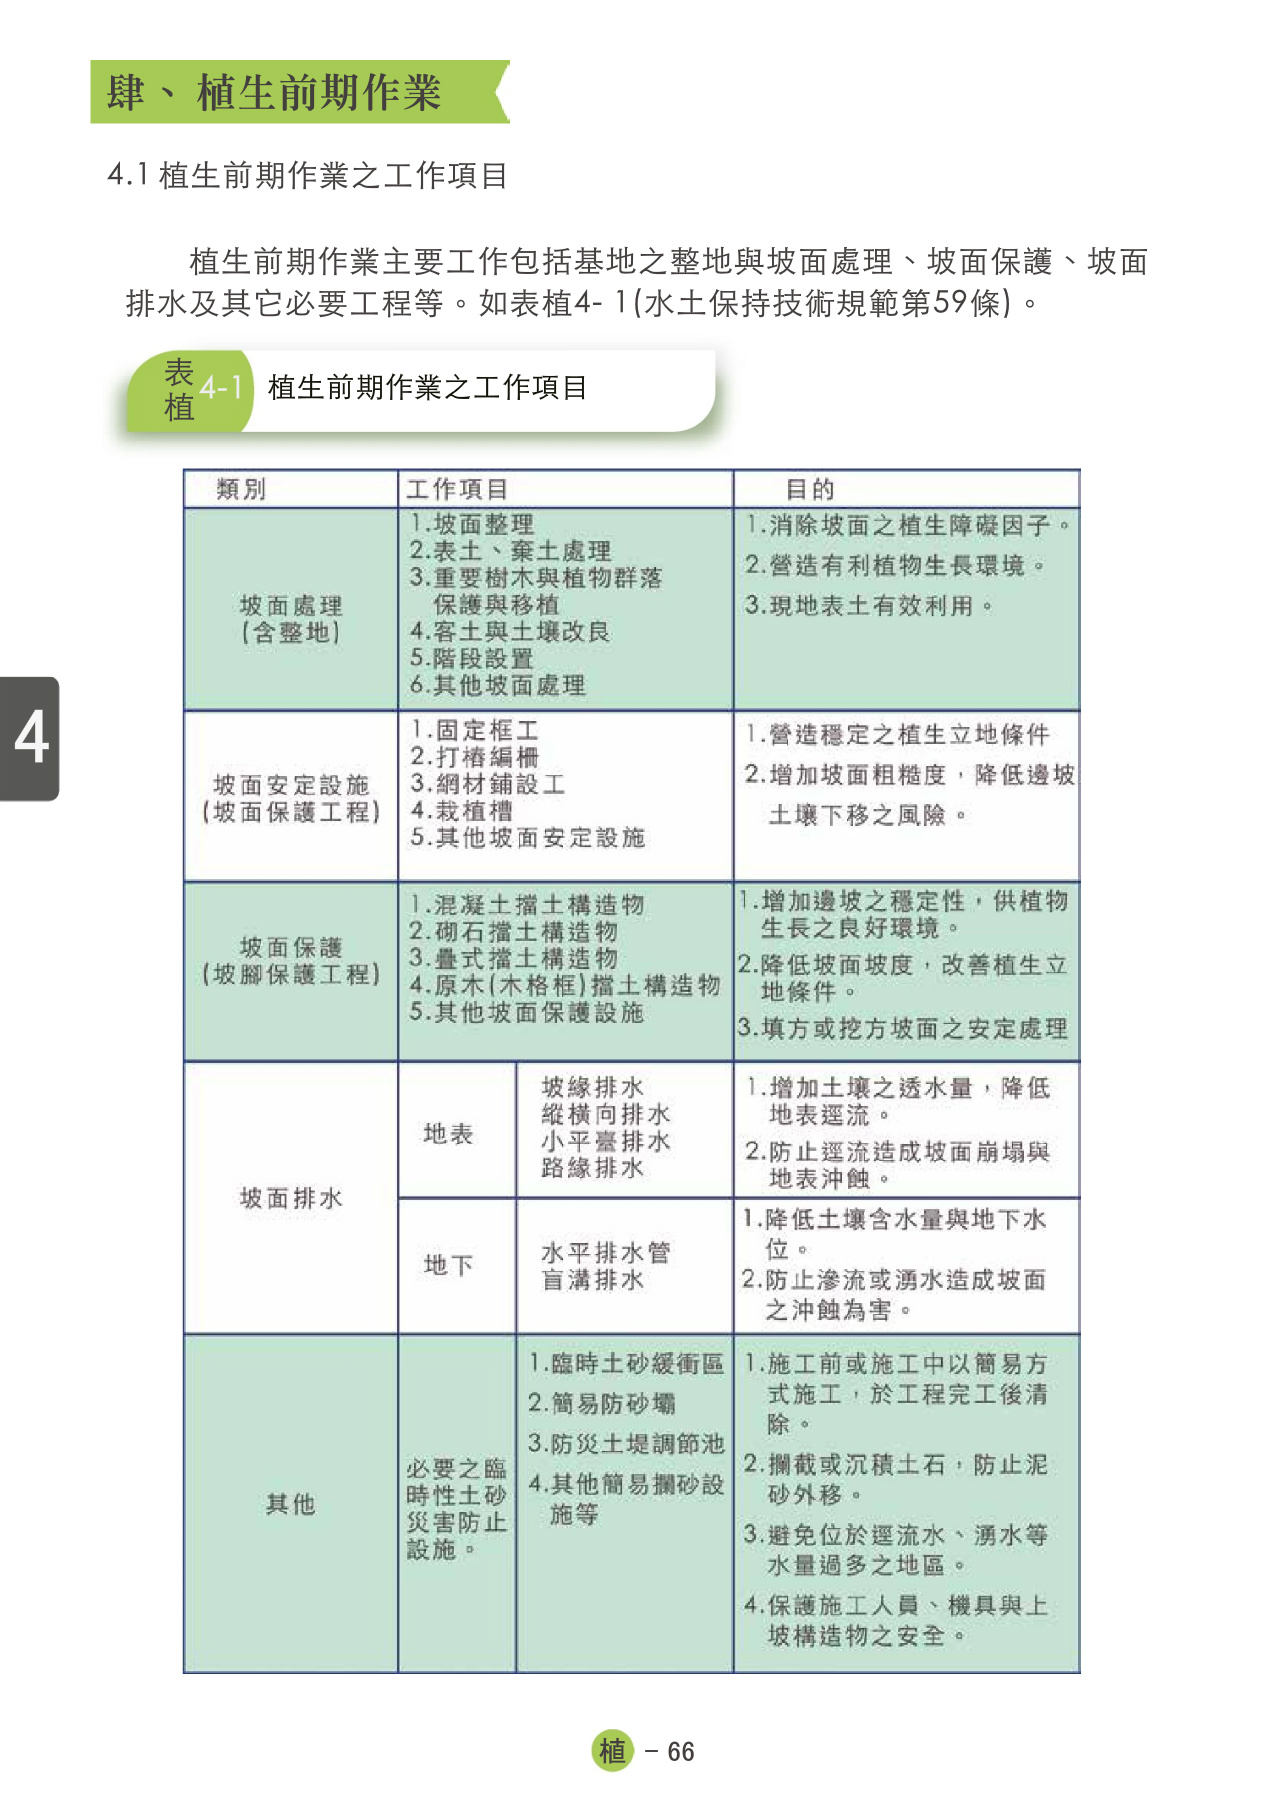 肆、植生前期作業
4.1 植生前期作業之工作項目
植生前期作業主要工作包括基地之整地與坡面處理、坡面保護、坡面
排水及其它必要工程等。如表植4- 1(水土保持技術規範第59條)。
表植 4-1 植生前期作業之工作項目
類別 工作項目 目的
坡面處理
(含整地)
1.坡面整理
2.表土、棄土處理
3.重要樹木與植物群落
保護與移植
4.客土與土壤改良
5.階段設置
6.其他坡面處理
1.消除坡面之植生障礙因子。
2.營造有利植物生長環境。
3.現地表土有效利用。
4
坡面安定設施
(坡面保護工程)
1.固定框工
2.打樁編柵
3.網材鋪設工
4.栽植槽
5.其他坡面安定設施
1.營造穩定之植生立地條件
2.增加坡面粗糙度，降低邊坡
土壤下移之風險。
坡面保護
(坡腳保護工程)
1.混凝土擋土構造物
2.砌石擋土構造物
3.疊式擋土構造物
4.原木(木格框)擋土構造物
5.其他坡面保護設施
1.增加邊坡之穩定性，供植物
生長之良好環境。
2.降低坡面坡度，改善植生立
地條件。
3.填方或挖方坡面之安定處理
坡面排水
地表
坡緣排水
縱橫向排水
小平臺排水
路緣排水
1.增加土壤之透水量，降低
地表逕流。
2.防止逕流造成坡面崩塌與
地表沖蝕。
地下
水平排水管
盲溝排水
1.降低土壤含水量與地下水
位。
2.防止滲流或湧水造成坡面
之沖蝕為害。
其他
必要之臨
時性土砂
災害防止
設施。
1.臨時土砂緩衝區
2.簡易防砂壩
3.防災土堤調節池
4.其他簡易攔砂設
施等
1.施工前或施工中以簡易方
式施工，於工程完工後清
除。
2.攔截或沉積土石，防止泥
砂外移。
3.避免位於逕流水、湧水等
水量過多之地區。
4.保護施工人員、機具與上
坡構造物之安全。
植 – 66